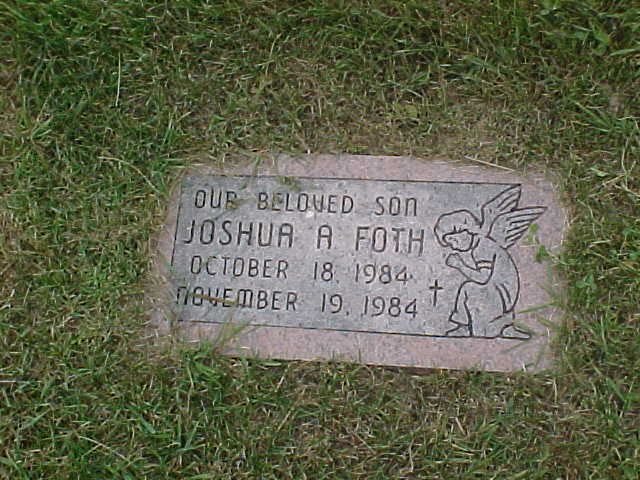 OUR BELOVED SON
JOSHUA A FOTH
OCTOBER 18, 1984
NOVEMBER 19, 1984